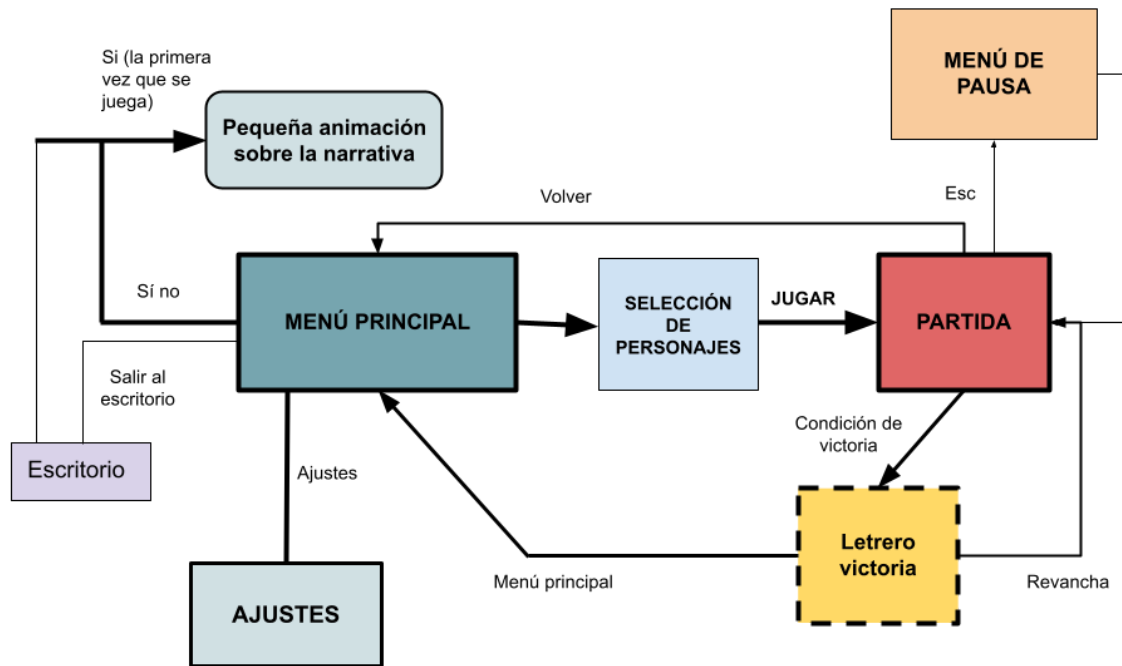 Si (la primera
vez que se
juega)
MENÚ DE
PAUSA
Pequeña animación
sobre la narrativa
Volver
Esc
Sí no
MENÚ PRINCIPAL
SELECCIÓN
DE
PERSONAJES
JUGAR
PARTIDA
Salir al
escritorio
Escritorio
Ajustes
Condición de
victoria
Letrero
victoria
Menú principal
Revancha
AJUSTES